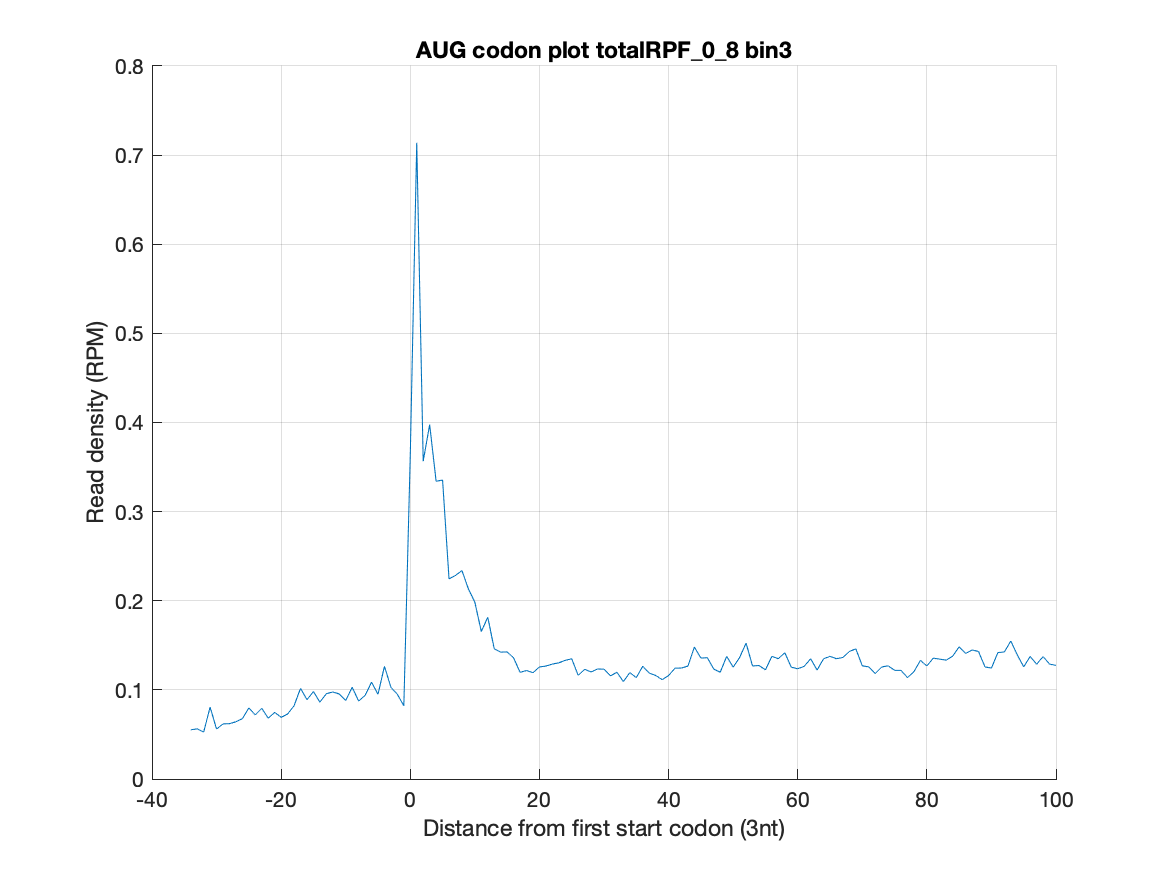 AUG codon plot totalRPF_0_8 bin3
0.8
0.7
0.6
0.5
0.4
0.3
0.2
0.1
0
Read density (RPM)
-40 -20 0 20 40 60 80 100
Distance from first start codon (3nt)